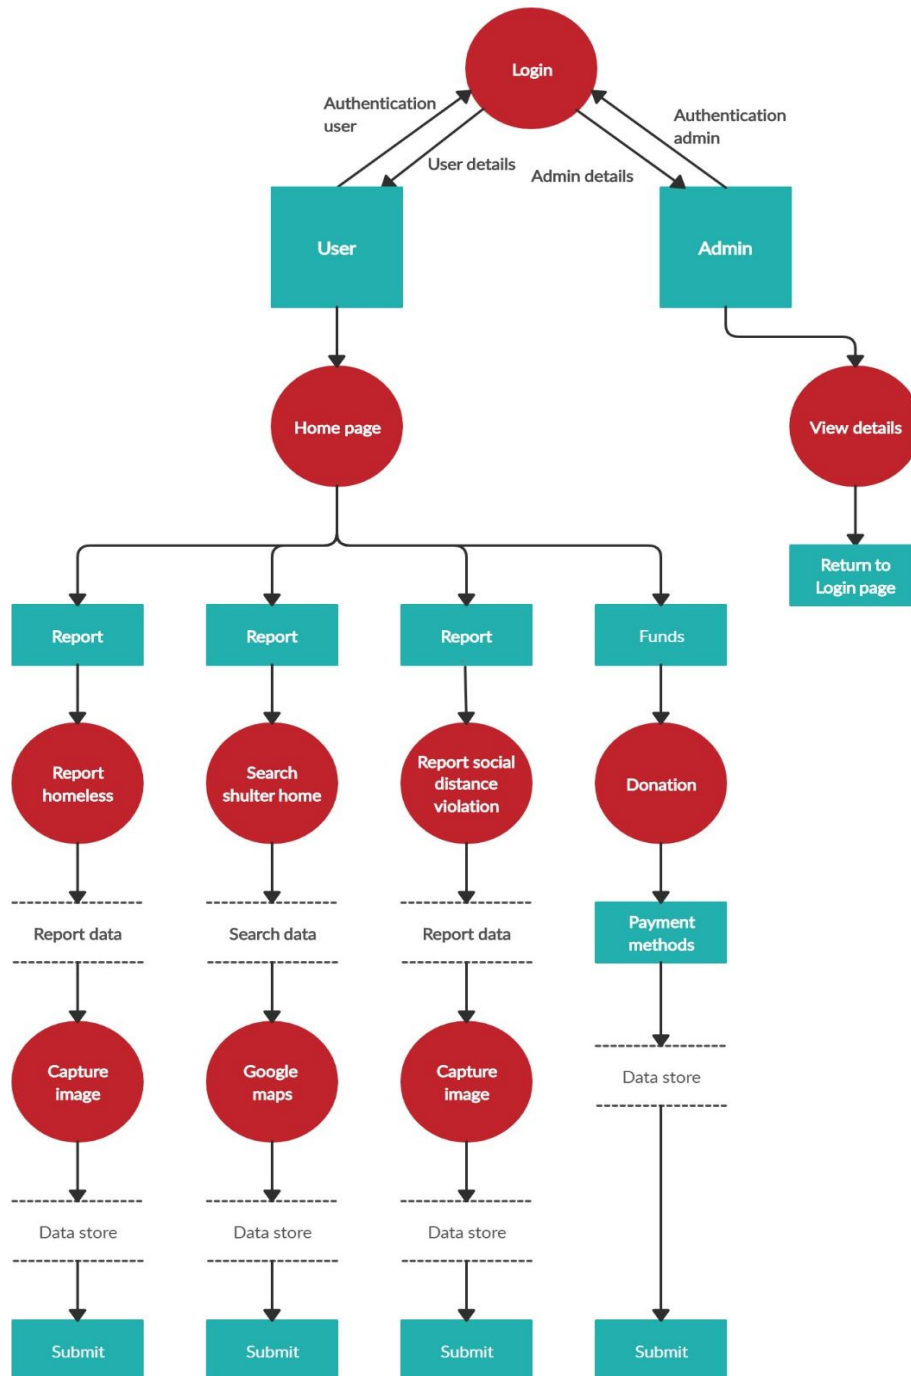 Login
Authentication
user
Authentication
admin
User details
Admin details
User
Admin
Home page
View details
Return to
Login page
Report
Report
Report
Funds
Report
homeless
Search
shulter home
Report social
distance
violation
Donation
Report data
Search data
Report data
Payment
methods
Capture
image
Google
maps
Capture
image
Data store
Data store
Data store
Data store
Submit
Submit
Submit
Submit